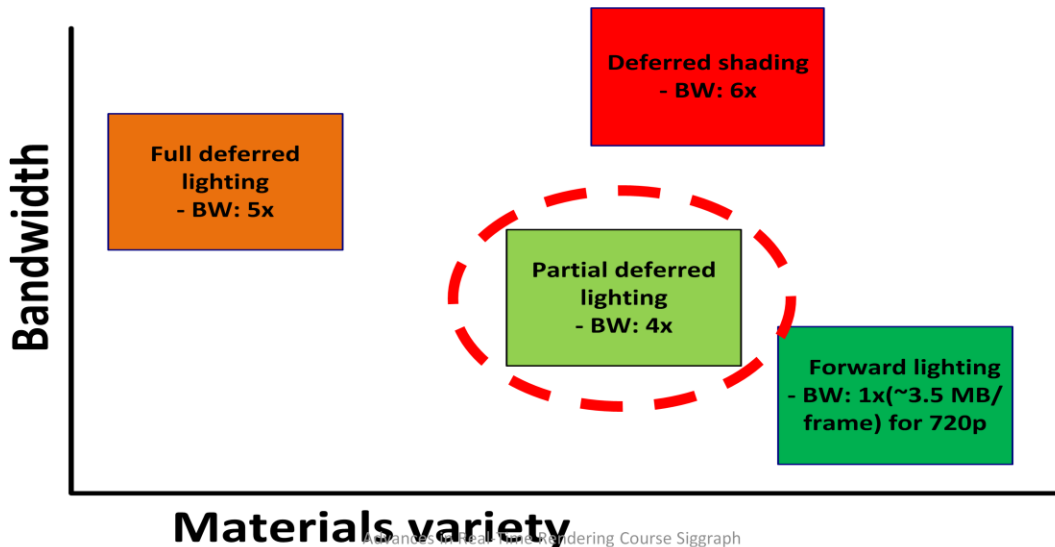 Deferred shading
- BW: 6x
Full deferred
lighting
- BW: 5x
Partial deferred
lighting
- BW: 4x
Forward lighting
- BW: 1x(~3.5 MB/
frame) for 720p
Bandwidth
Materials variety
Advances in Real-Time Rendering Course Siggraph